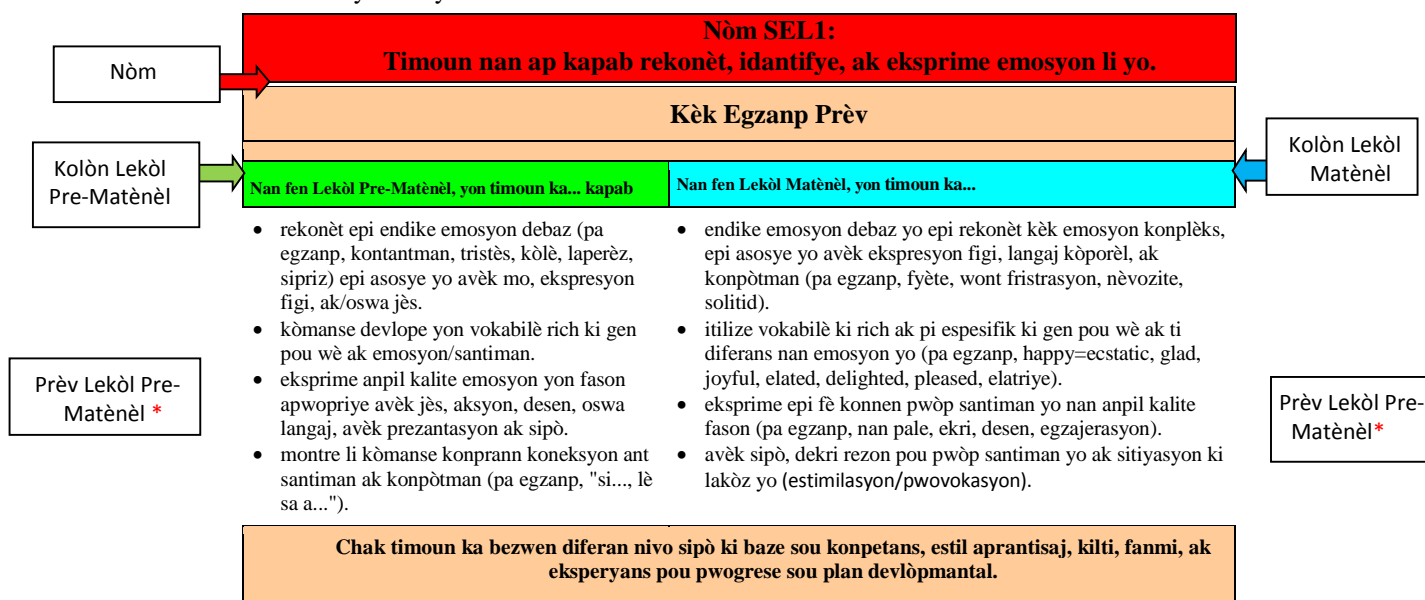 Nòm SEL1:
Timoun nan ap kapab rekonèt, idantifye, ak eksprime emosyon li yo.
Nòm
Kèk Egzanp Prèv
Kolòn Lekòl
Pre-Matènèl
Kolòn Lekòl
Matènèl
Nan fen Lekòl Pre-Matènèl, yon timoun ka... kapab
Nan fen Lekòl Matènèl, yon timoun ka...
• rekonèt epi endike emosyon debaz (pa
egzanp, kontantman, tristès, kòlè, laperèz,
sipriz) epi asosye yo avèk mo, ekspresyon
figi, ak/oswa jès.
• kòmanse devlope yon vokabilè rich ki gen
pou wè ak emosyon/santiman.
• eksprime anpil kalite emosyon yon fason
apwopriye avèk jès, aksyon, desen, oswa
langaj, avèk prezantasyon ak sipò.
• montre li kòmanse konprann koneksyon ant
santiman ak konpòtman (pa egzanp, "si..., lè
sa a...").
• endike emosyon debaz yo epi rekonèt kèk emosyon konplèks,
epi asosye yo avèk ekspresyon figi, langaj kòporèl, ak
konpòtman (pa egzanp, fyète, wont fristrasyon, nèvozite,
solitid).
• itilize vokabilè ki rich ak pi espesifik ki gen pou wè ak ti
diferans nan emosyon yo (pa egzanp, happy=ecstatic, glad,
joyful, elated, delighted, pleased, elatriye).
• eksprime epi fè konnen pwòp santiman yo nan anpil kalite
fason (pa egzanp, nan pale, ekri, desen, egzajerasyon).
• avèk sipò, dekri rezon pou pwòp santiman yo ak sitiyasyon ki
lakòz yo (estimilasyon/pwovokasyon).
Prèv Lekòl Pre-
Matènèl *
Prèv Lekòl Pre-
Matènèl*
Chak timoun ka bezwen diferan nivo sipò ki baze sou konpetans, estil aprantisaj, kilti, fanmi, ak
eksperyans pou pwogrese sou plan devlòpmantal.